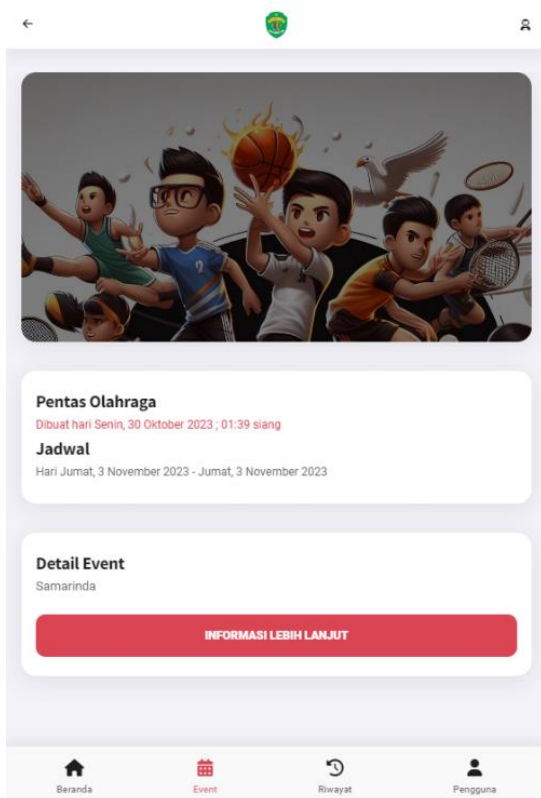 Pentas Olahraga
Dibuat hari Senin, 30 Oktober 2023 ; 01:39 siang
Jadwal
Hari Jumat, 3 November 2023 - Jumat, 3 November 2023
Detail Event
Samarinda
INFORMASI LEBIH LANJUT
Beranda
Event
Riwayat
Pengguna